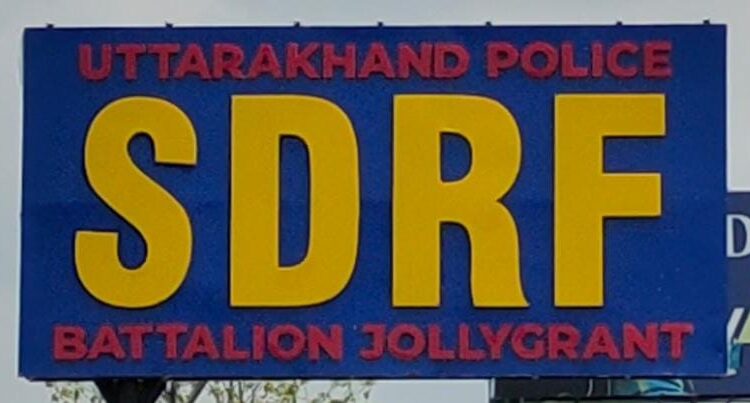 UTTARAKHAND POLICE
SDRF
BATTALION JOLLYGRANT
D